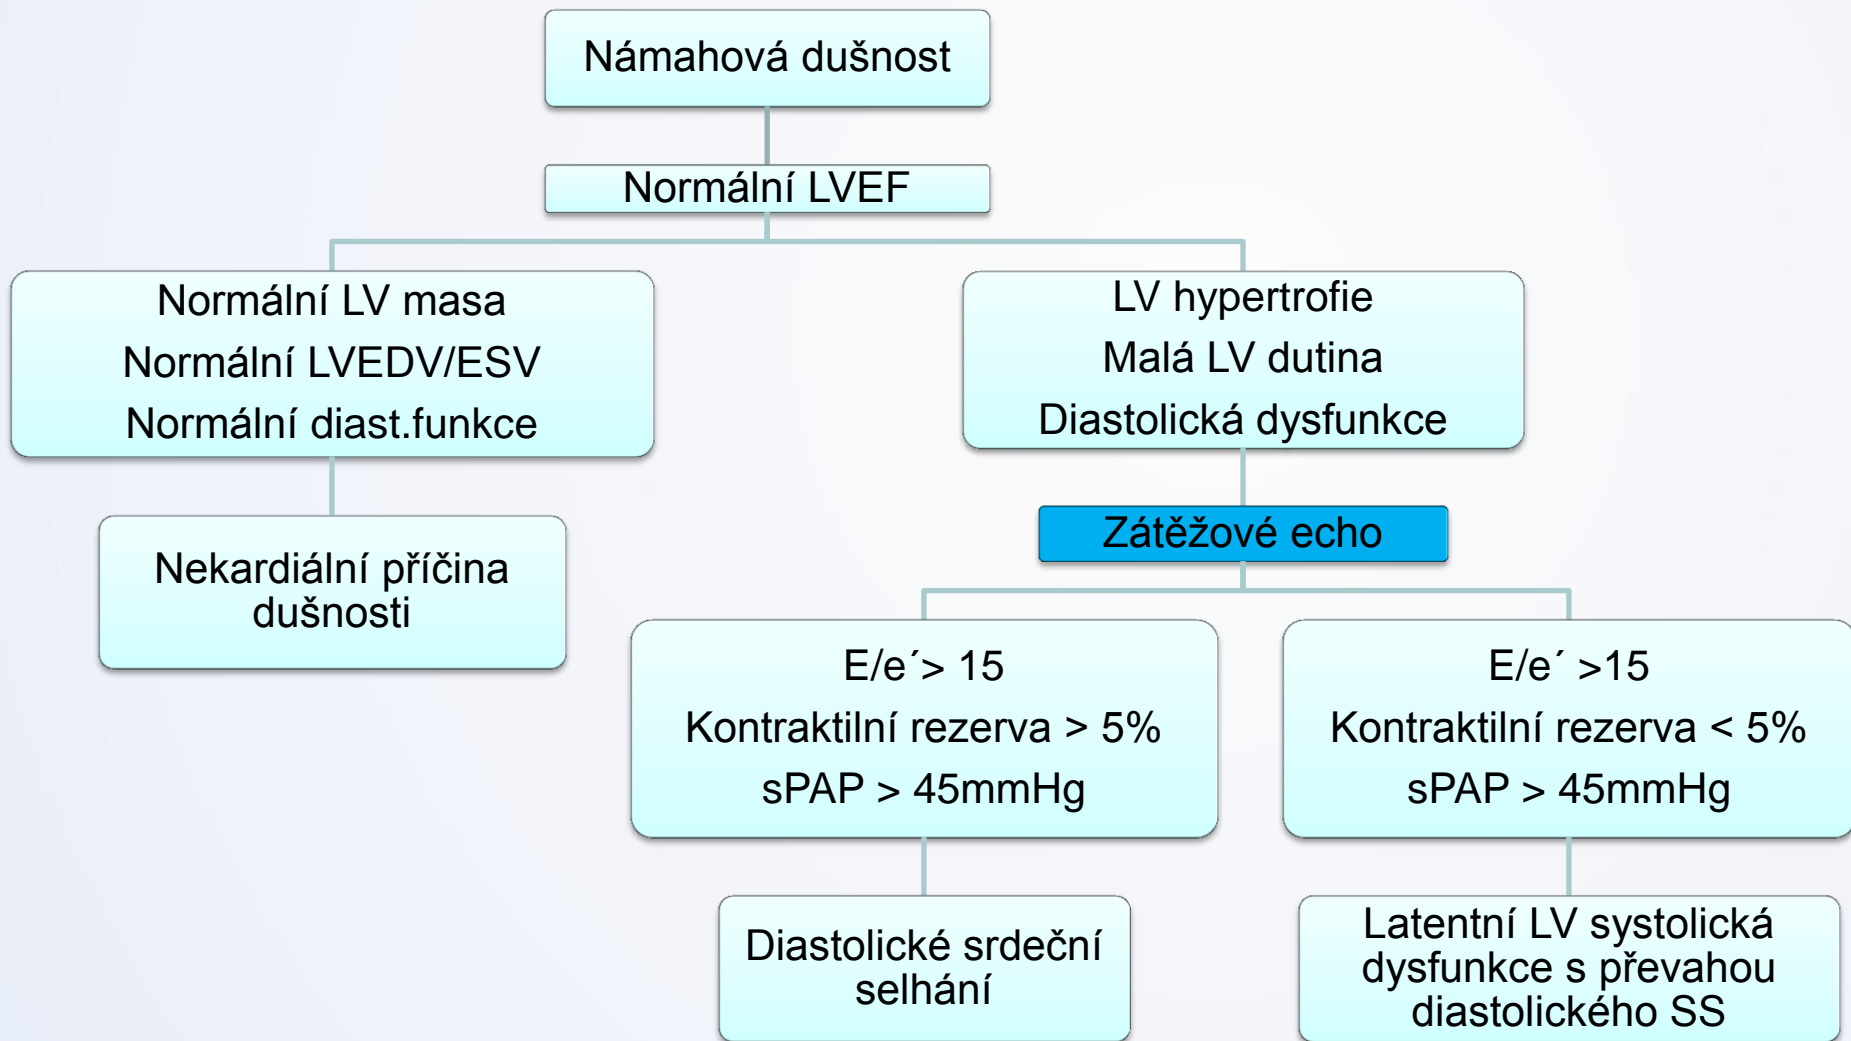 Námahová dušnost
Normální LVEF
Normální LV masa
Normální LVEDV/ESV
Normální diast.funkce
LV hypertrofie
Malá LV dutina
Diastolická dysfunkce
Nekardiální příčina
dušnosti
Zátěžové echo
E/e´> 15
Kontraktilní rezerva > 5%
sPAP > 45mmHg
E/e´ >15
Kontraktilní rezerva < 5%
sPAP > 45mmHg
Diastolické srdeční
selhání
Latentní LV systolická
dysfunkce s převahou
diastolického SS